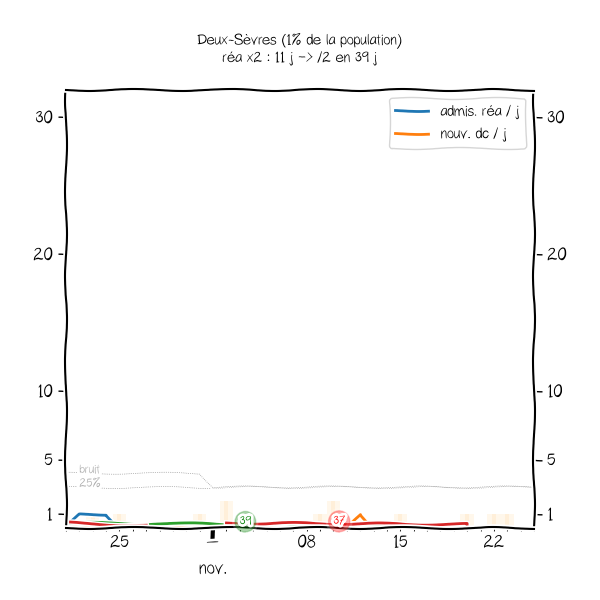 Deux-Sèvres (1% de la population)
réa x2 : 11 j -> /2 en 39 j
admis. réa / j
nouv. dc / j
30 30
20 20
10 10
5 5
bruit
25%
1 39 37 1
25 1 08 15 22
nov.